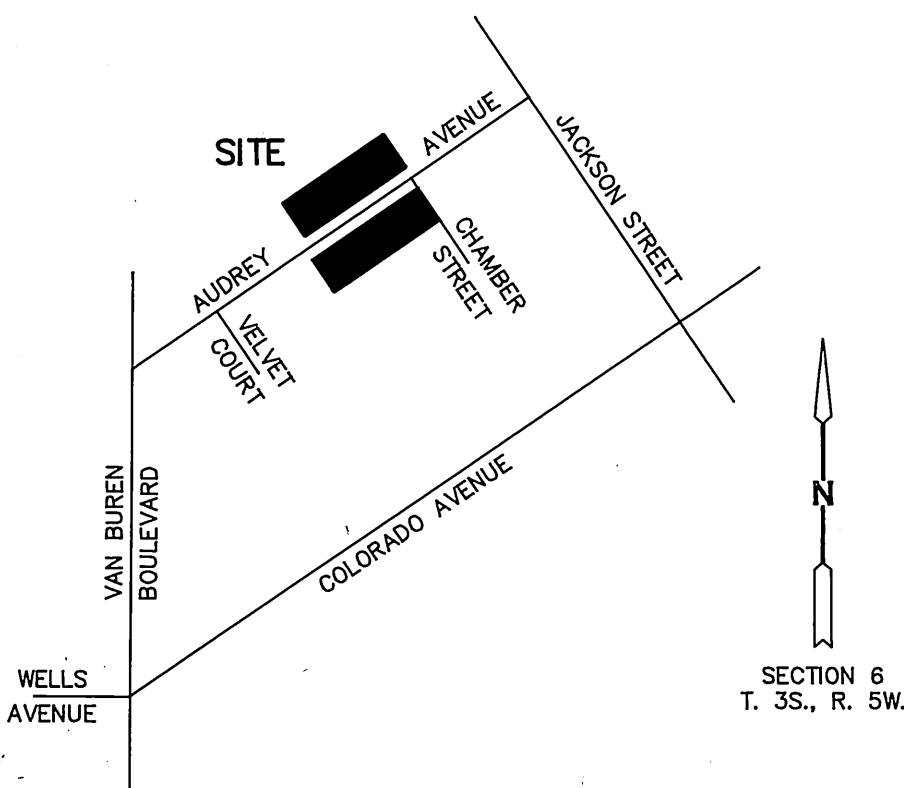 SITE
AUDREY
AVENUE
JACKSON STREET
CHAMBER
STREET
VELVET
COURT
VAN BUREN
BOULEVARD
COLORADO AVENUE
N
WELLS
AVENUE
SECTION 6
T. 3S., R. 5W.